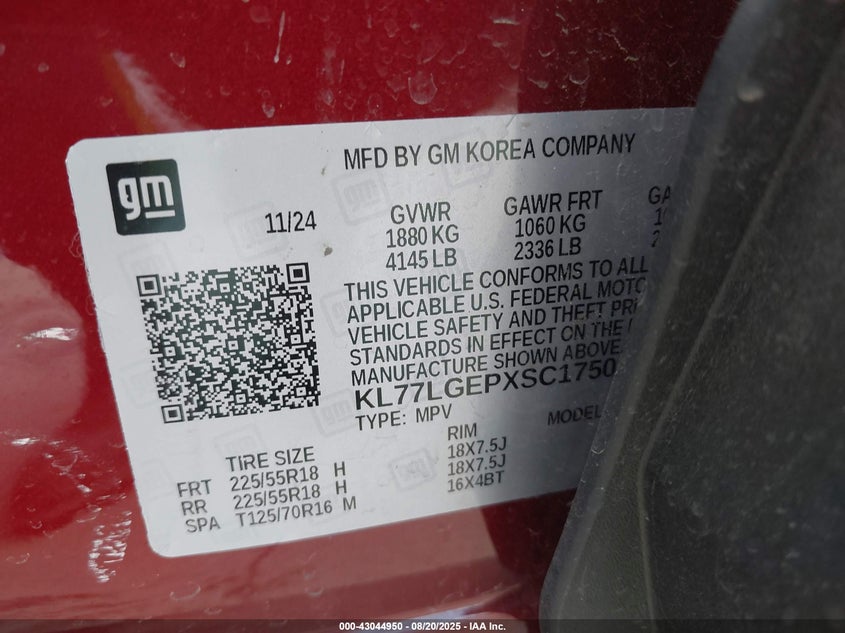 MFD BY GM KOREA COMPANY
gm
11/24
GVWR GAWR FRT GA
1880 KG 1060 KG
4145 LB 2336 LB
THIS VEHICLE CONFORMS TO ALL
APPLICABLE U.S. FEDERAL MOTO
VEHICLE SAFETY AND THEFT PR
STANDARDS IN EFFECT ON THE
MANUFACTURE SHOWN ABOVE.
KL77LGEPXSC1750
TYPE: MPV MODEL
TIRE SIZE RIM
FRT 225/55R18 H 18X7.5J
RR 225/55R18 H 18X7.5J
SPA T125/70R16 M 16X4BT
000-43044950 | 08/20/2025 - IAA Inc.